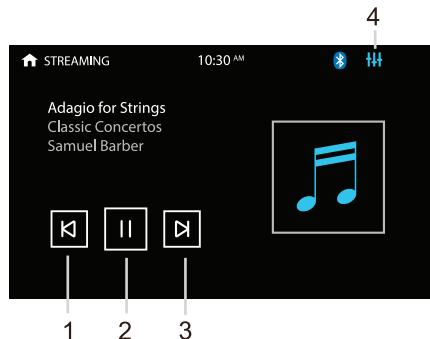 4
STREAMING 10:30 AM
Adagio for Strings
Classic Concertos
Samuel Barber
1 2 3